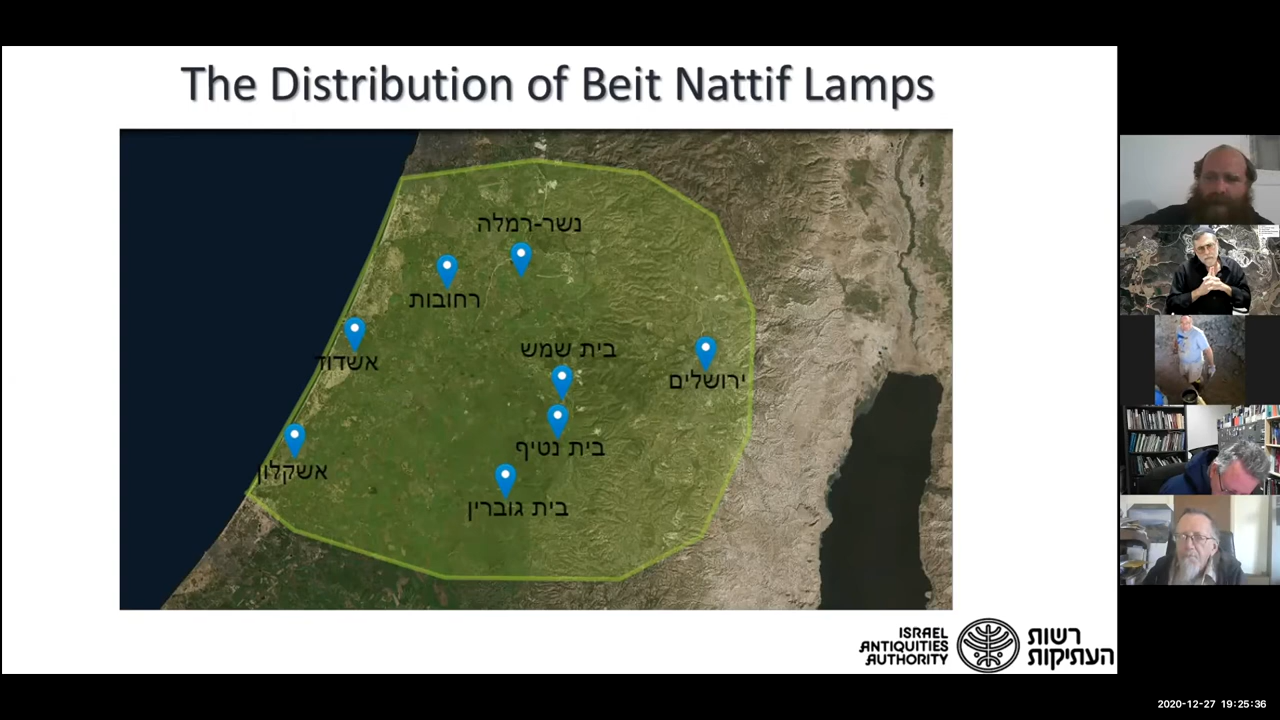 The Distribution of Beit Nattif Lamps
נשר-רמלה
רחובות
אשדוד
בית שמש
ירושלים
בית נטיף
אשקלון
בית גוברין
ISRAEL
ANTIQUITIES
AUTHORITY
רשות
העתיקות
2020-12-27 19:25:36